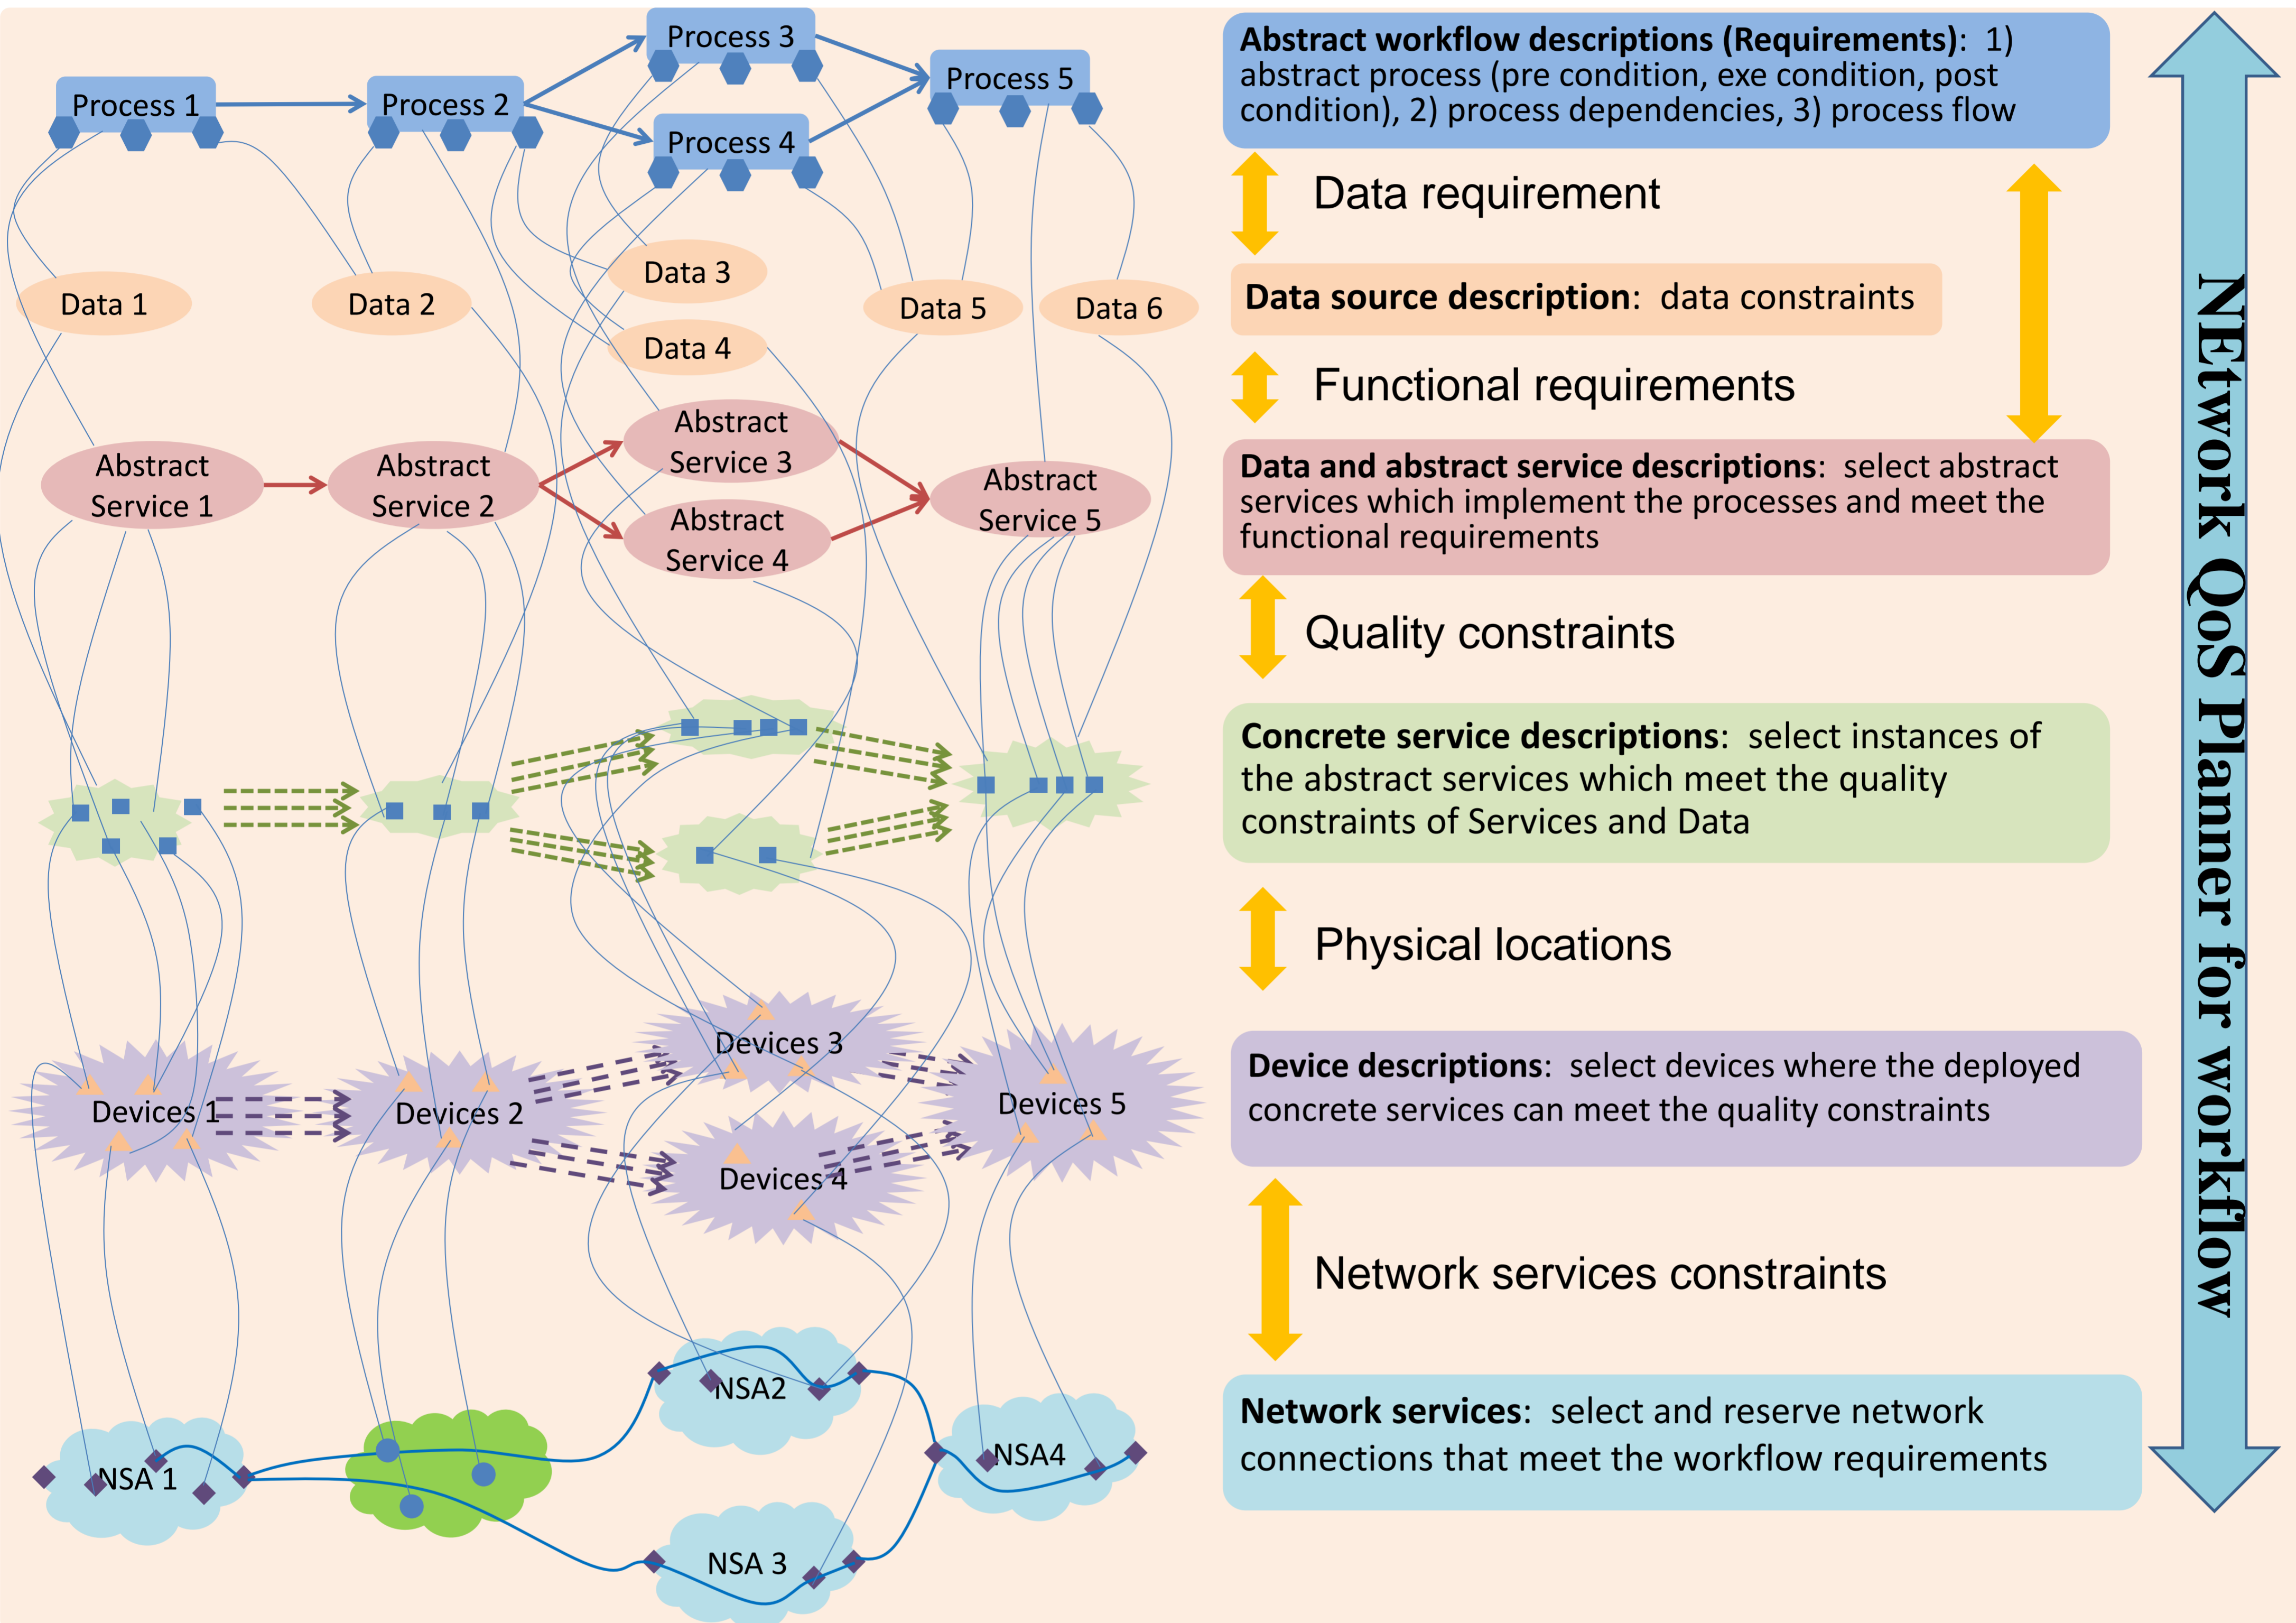 Process 1
Process 2
Process 3
Process 4
Process 5
Data 1
Data 2
Data 3
Data 4
Data 5
Data 6
Abstract
Service 1
Abstract
Service 2
Abstract
Service 3
Abstract
Service 4
Abstract
Service 5
Devices 1
Devices 2
Devices 3
Devices 4
Devices 5
NSA 1
NSA2
NSA 3
NSA4
Abstract workflow descriptions (Requirements): 1)
abstract process (pre condition, exe condition, post
condition), 2) process dependencies, 3) process flow
Data requirement
Data source description: data constraints
Functional requirements
Data and abstract service descriptions: select abstract
services which implement the processes and meet the
functional requirements
Quality constraints
Concrete service descriptions: select instances of
the abstract services which meet the quality
constraints of Services and Data
Physical locations
Device descriptions: select devices where the deployed
concrete services can meet the quality constraints
Network services constraints
Network services: select and reserve network
connections that meet the workflow requirements
NEtwork QoS Planner for workflow